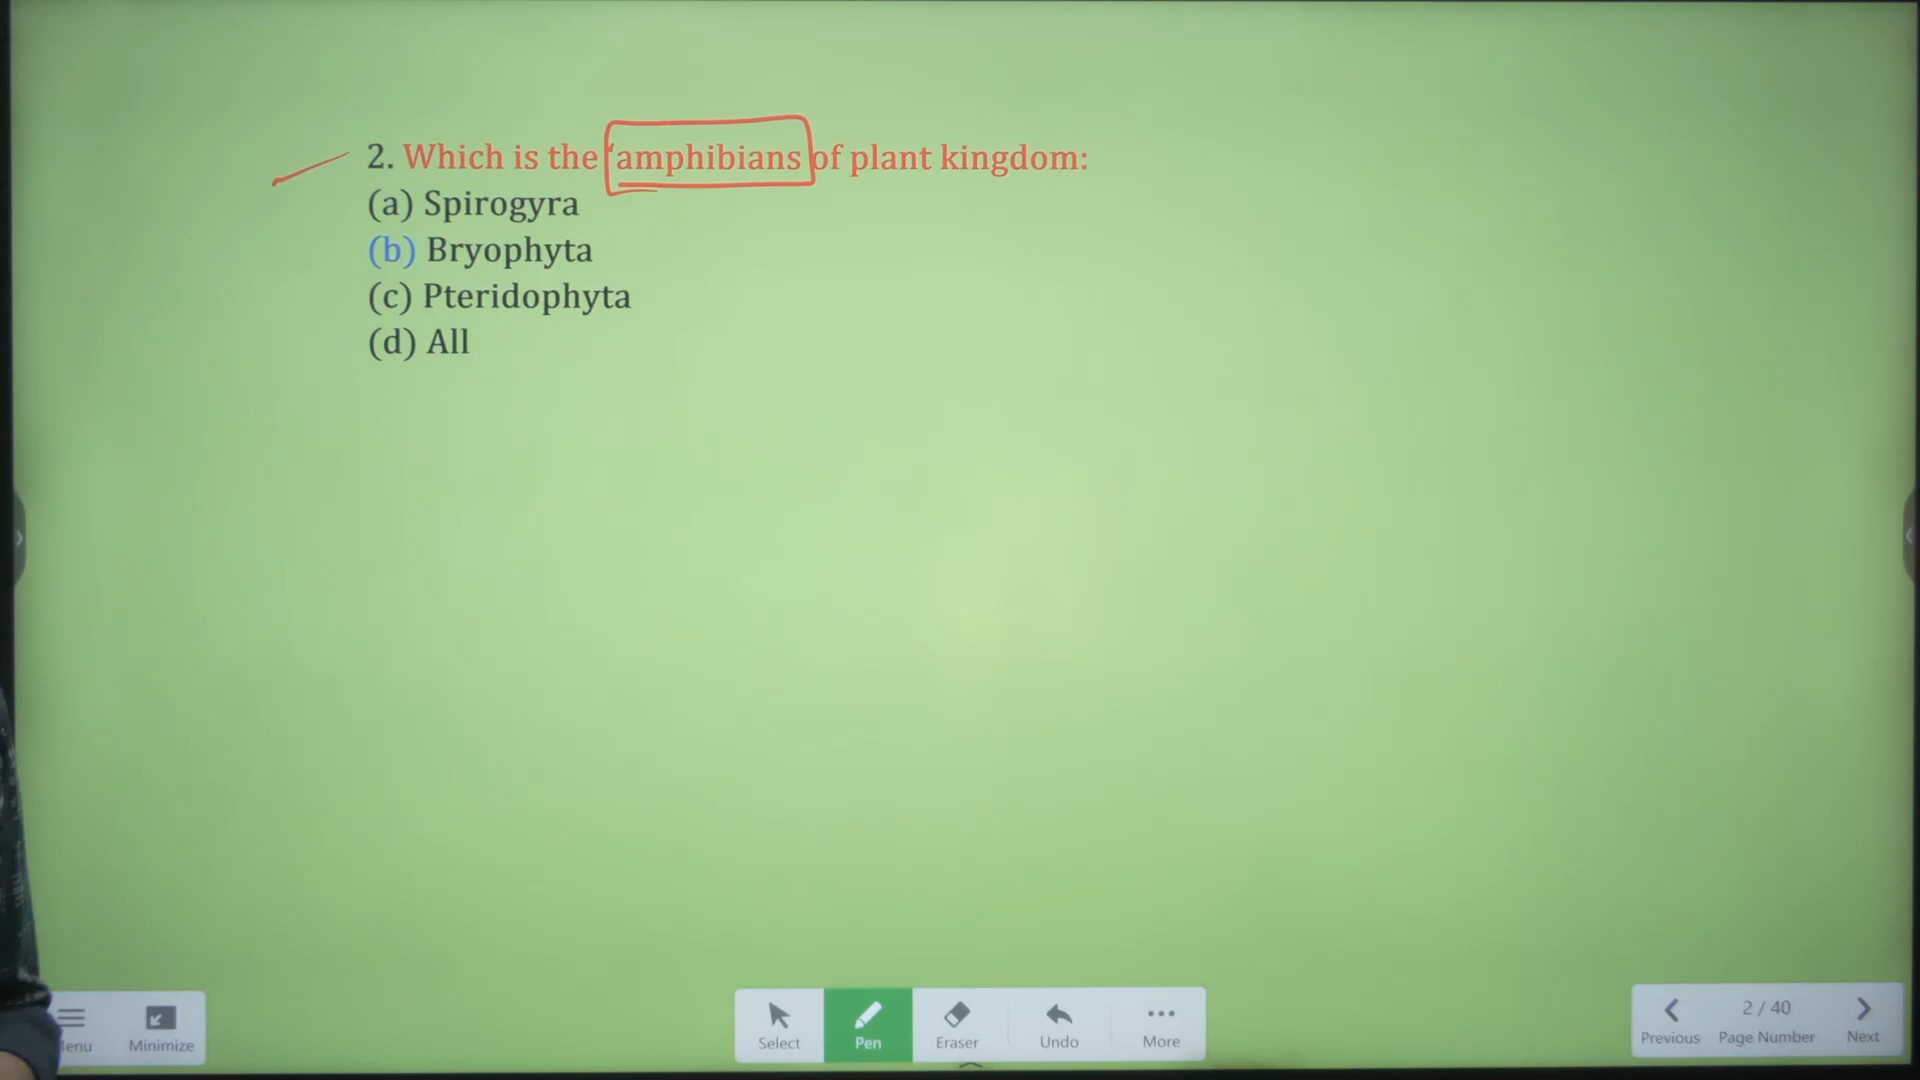 2. Which is the 'amphibians of plant kingdom:
(a) Spirogyra
(b) Bryophyta
(c) Pteridophyta
(d) All
enu
Minimize
Select
Pen
Eraser
Undo
More
Previous
2 / 40
Page Number
Next